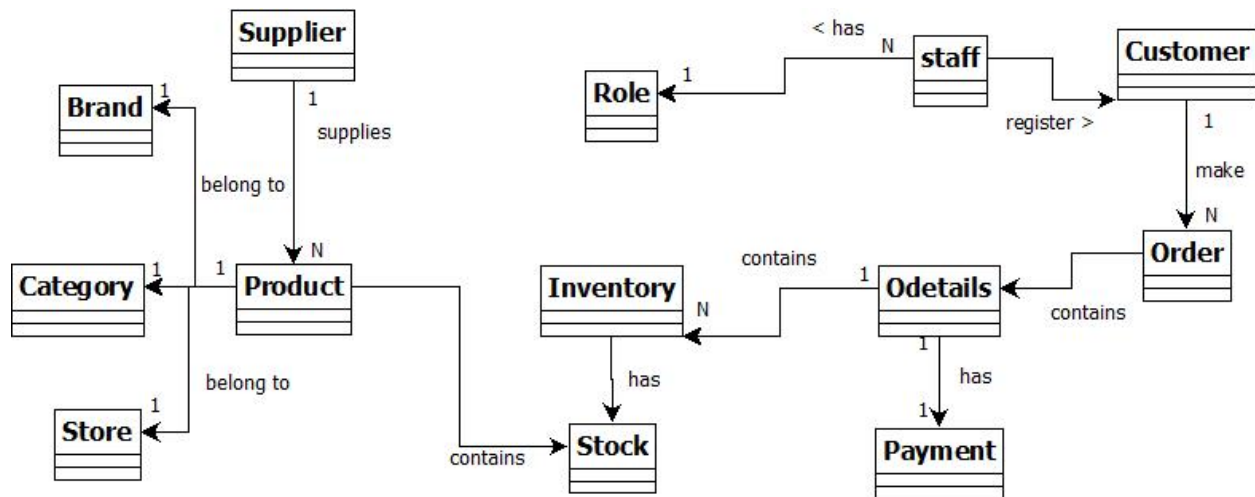 Supplier
< has
N
staff
Customer
1
Role
1
Brand
1
supplies
register >
1
belong to
make
N
N
Category
1
1
Product
Inventory
contains
1
Odetails
Order
N
contains
1
belong to
has
has
1
Store
1
contains
Stock
Payment